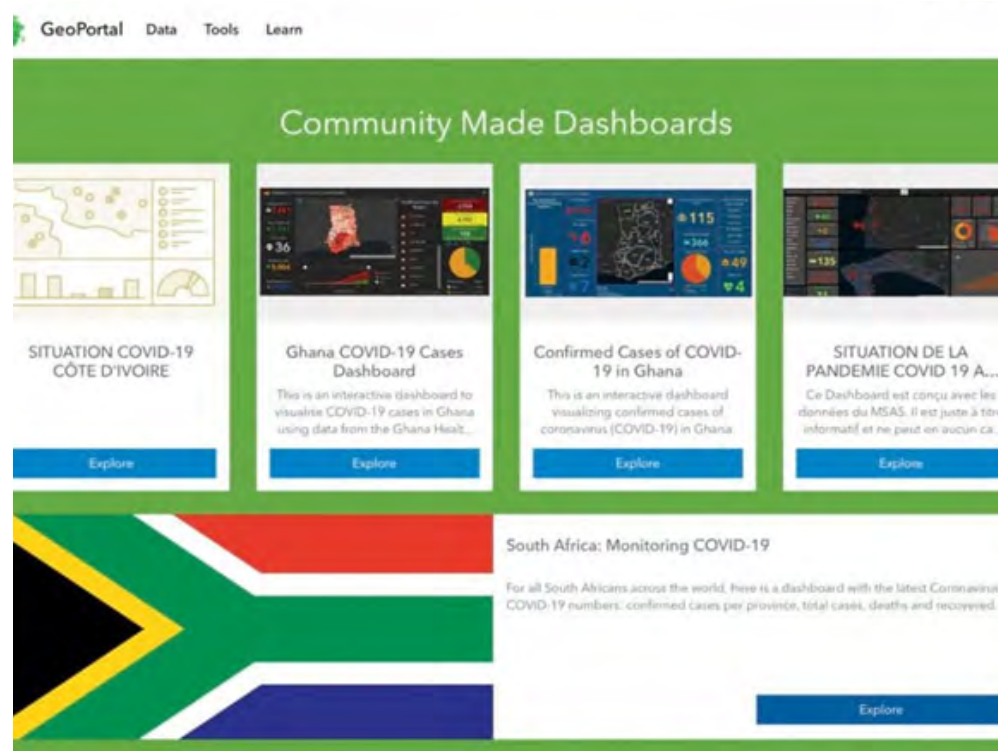 GeoPortal Data Tools Learn
Community Made Dashboards
SITUATION COVID-19
CÔTE D'IVOIRE
Explore
36
Ghana COVID-19 Cases
Dashboard
This is an interactive dashboard to
visualise COVID-19 cases in Ghana
using data from the Ghana Healt...
Explore
115
366
49
4
Confirmed Cases of COVID-
19 in Ghana
This is an interactive dashboard
visualizing confirmed cases of
coronavirus (COVID-19) in Ghana
Explore
135
SITUATION DE LA
PANDEMIE COVID 19 A...
Ce Dashboard est conçu avec les
données du MSAS. Il est juste à titre
informatif et ne peut en aucun ca...
Explore
South Africa: Monitoring COVID-19
For all South Africans across the world, here is a dashboard with the latest Coronavirus
COVID-19 numbers: confirmed cases per province, total cases, deaths and recovered.
Explore